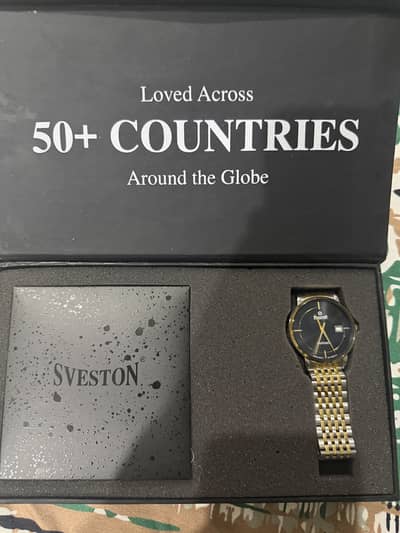 Loved Across
50+ COUNTRIES
Around the Globe
SVESTON